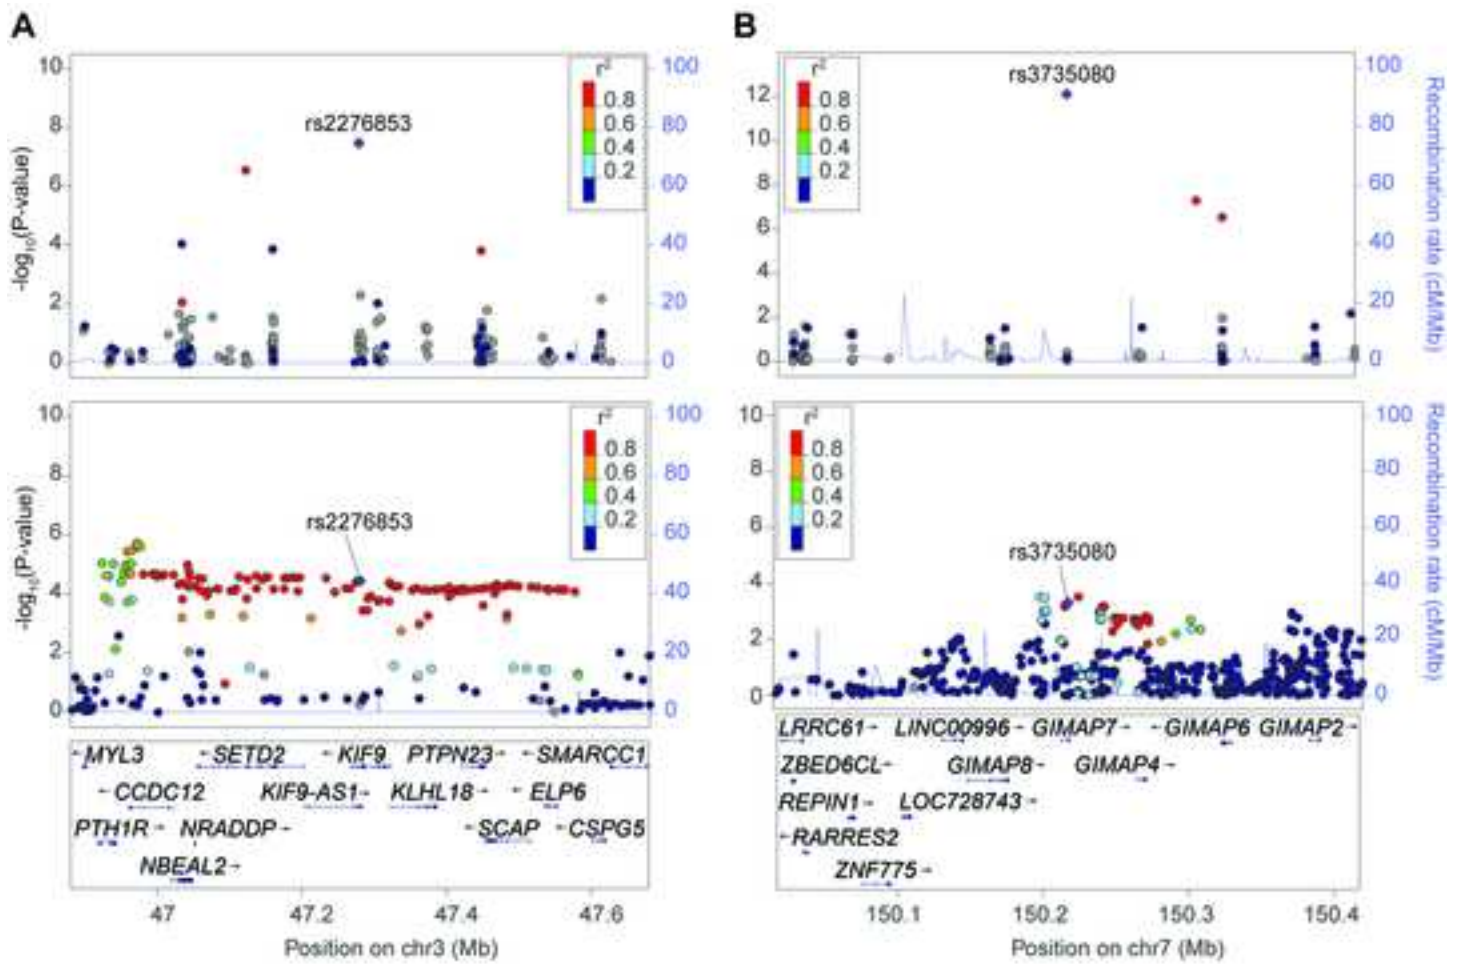 A
10
8
6
4
2
0
-log10(P-value)
rs2276853
r2
0.8
0.6
0.4
0.2
100
80
60
40
20
0
10
8
6
4
2
0
-log10(P-value)
rs2276853
r2
0.8
0.6
0.4
0.2
100
80
60
40
20
0
←MYL3 SETD2 ←KIF9 PTPN23→ ←SMARCC1
←CCDC12 KIF9-AS1→ KLHL18→ ←ELP6
PTH1R→ NRADDP→ ←SCAP ←CSPG5
NBEAL2→
47 47.2 47.4 47.6
Position on chr3 (Mb)
B
12
10
8
6
4
2
0
r2
0.8
0.6
0.4
0.2
rs3735080
100
80
60
40
20
0
Recombination rate (cM/Mb)
10
8
6
4
2
0
r2
0.8
0.6
0.4
0.2
rs3735080
100
80
60
40
20
0
Recombination rate (cM/Mb)
LRRC61→ LINC00996→ GIMAP7→ ←GIMAP6 GIMAP2→
ZBED6CL→ GIMAP8→ GIMAP4→
REPIN1→ LOC728743→
←RARRES2
ZNF775→
150.1 150.2 150.3 150.4
Position on chr7 (Mb)